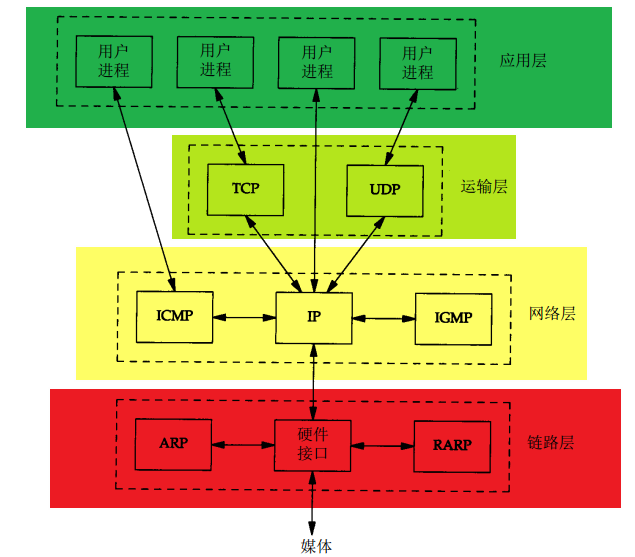 用户
进程
用户
进程
用户
进程
用户
进程
应用层
TCP
UDP
运输层
ICMP
IP
IGMP
网络层
ARP
硬件
接口
RARP
链路层
媒体